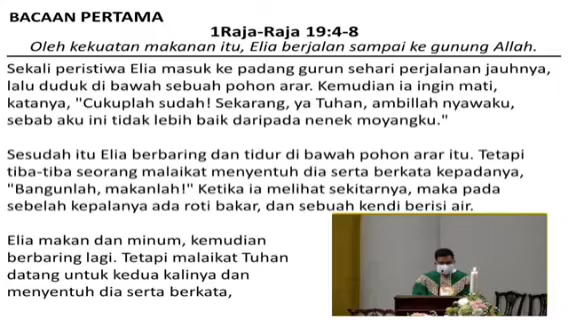 BACAAN PERTAMA
1Raja-Raja 19:4-8
Oleh kekuatan makanan itu, Elia berjalan sampai ke gunung Allah.
Sekali peristiwa Elia masuk ke padang gurun sehari perjalanan jauhnya,
lalu duduk di bawah sebuah pohon arar. Kemudian ia ingin mati,
katanya, "Cukuplah sudah! Sekarang, ya Tuhan, ambillah nyawaku,
sebab aku ini tidak lebih baik daripada nenek moyangku."
Sesudah itu Elia berbaring dan tidur di bawah pohon arar itu. Tetapi
tiba-tiba seorang malaikat menyentuh dia serta berkata kepadanya,
"Bangunlah, makanlah!" Ketika ia melihat sekitarnya, maka pada
sebelah kepalanya ada roti bakar, dan sebuah kendi berisi air.
Elia makan dan minum, kemudian
berbaring lagi. Tetapi malaikat Tuhan
datang untuk kedua kalinya dan
menyentuh dia serta berkata,